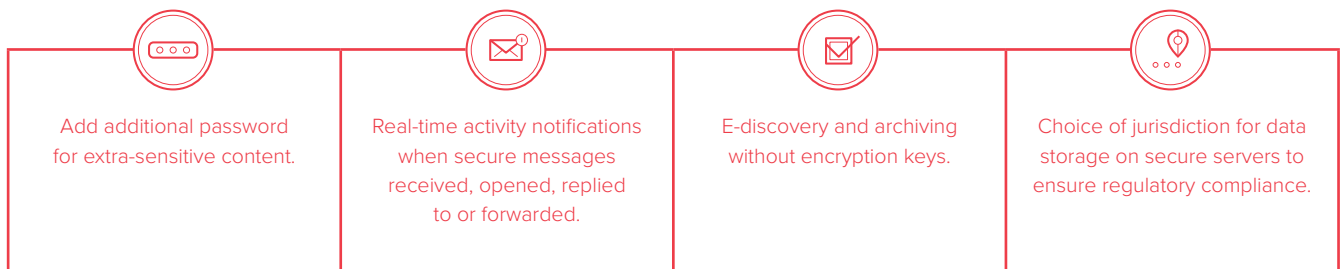 Add additional password
for extra-sensitive content.
Real-time activity notifications
when secure messages
received, opened, replied
to or forwarded.
E-discovery and archiving
without encryption keys.
Choice of jurisdiction for data
storage on secure servers to
ensure regulatory compliance.